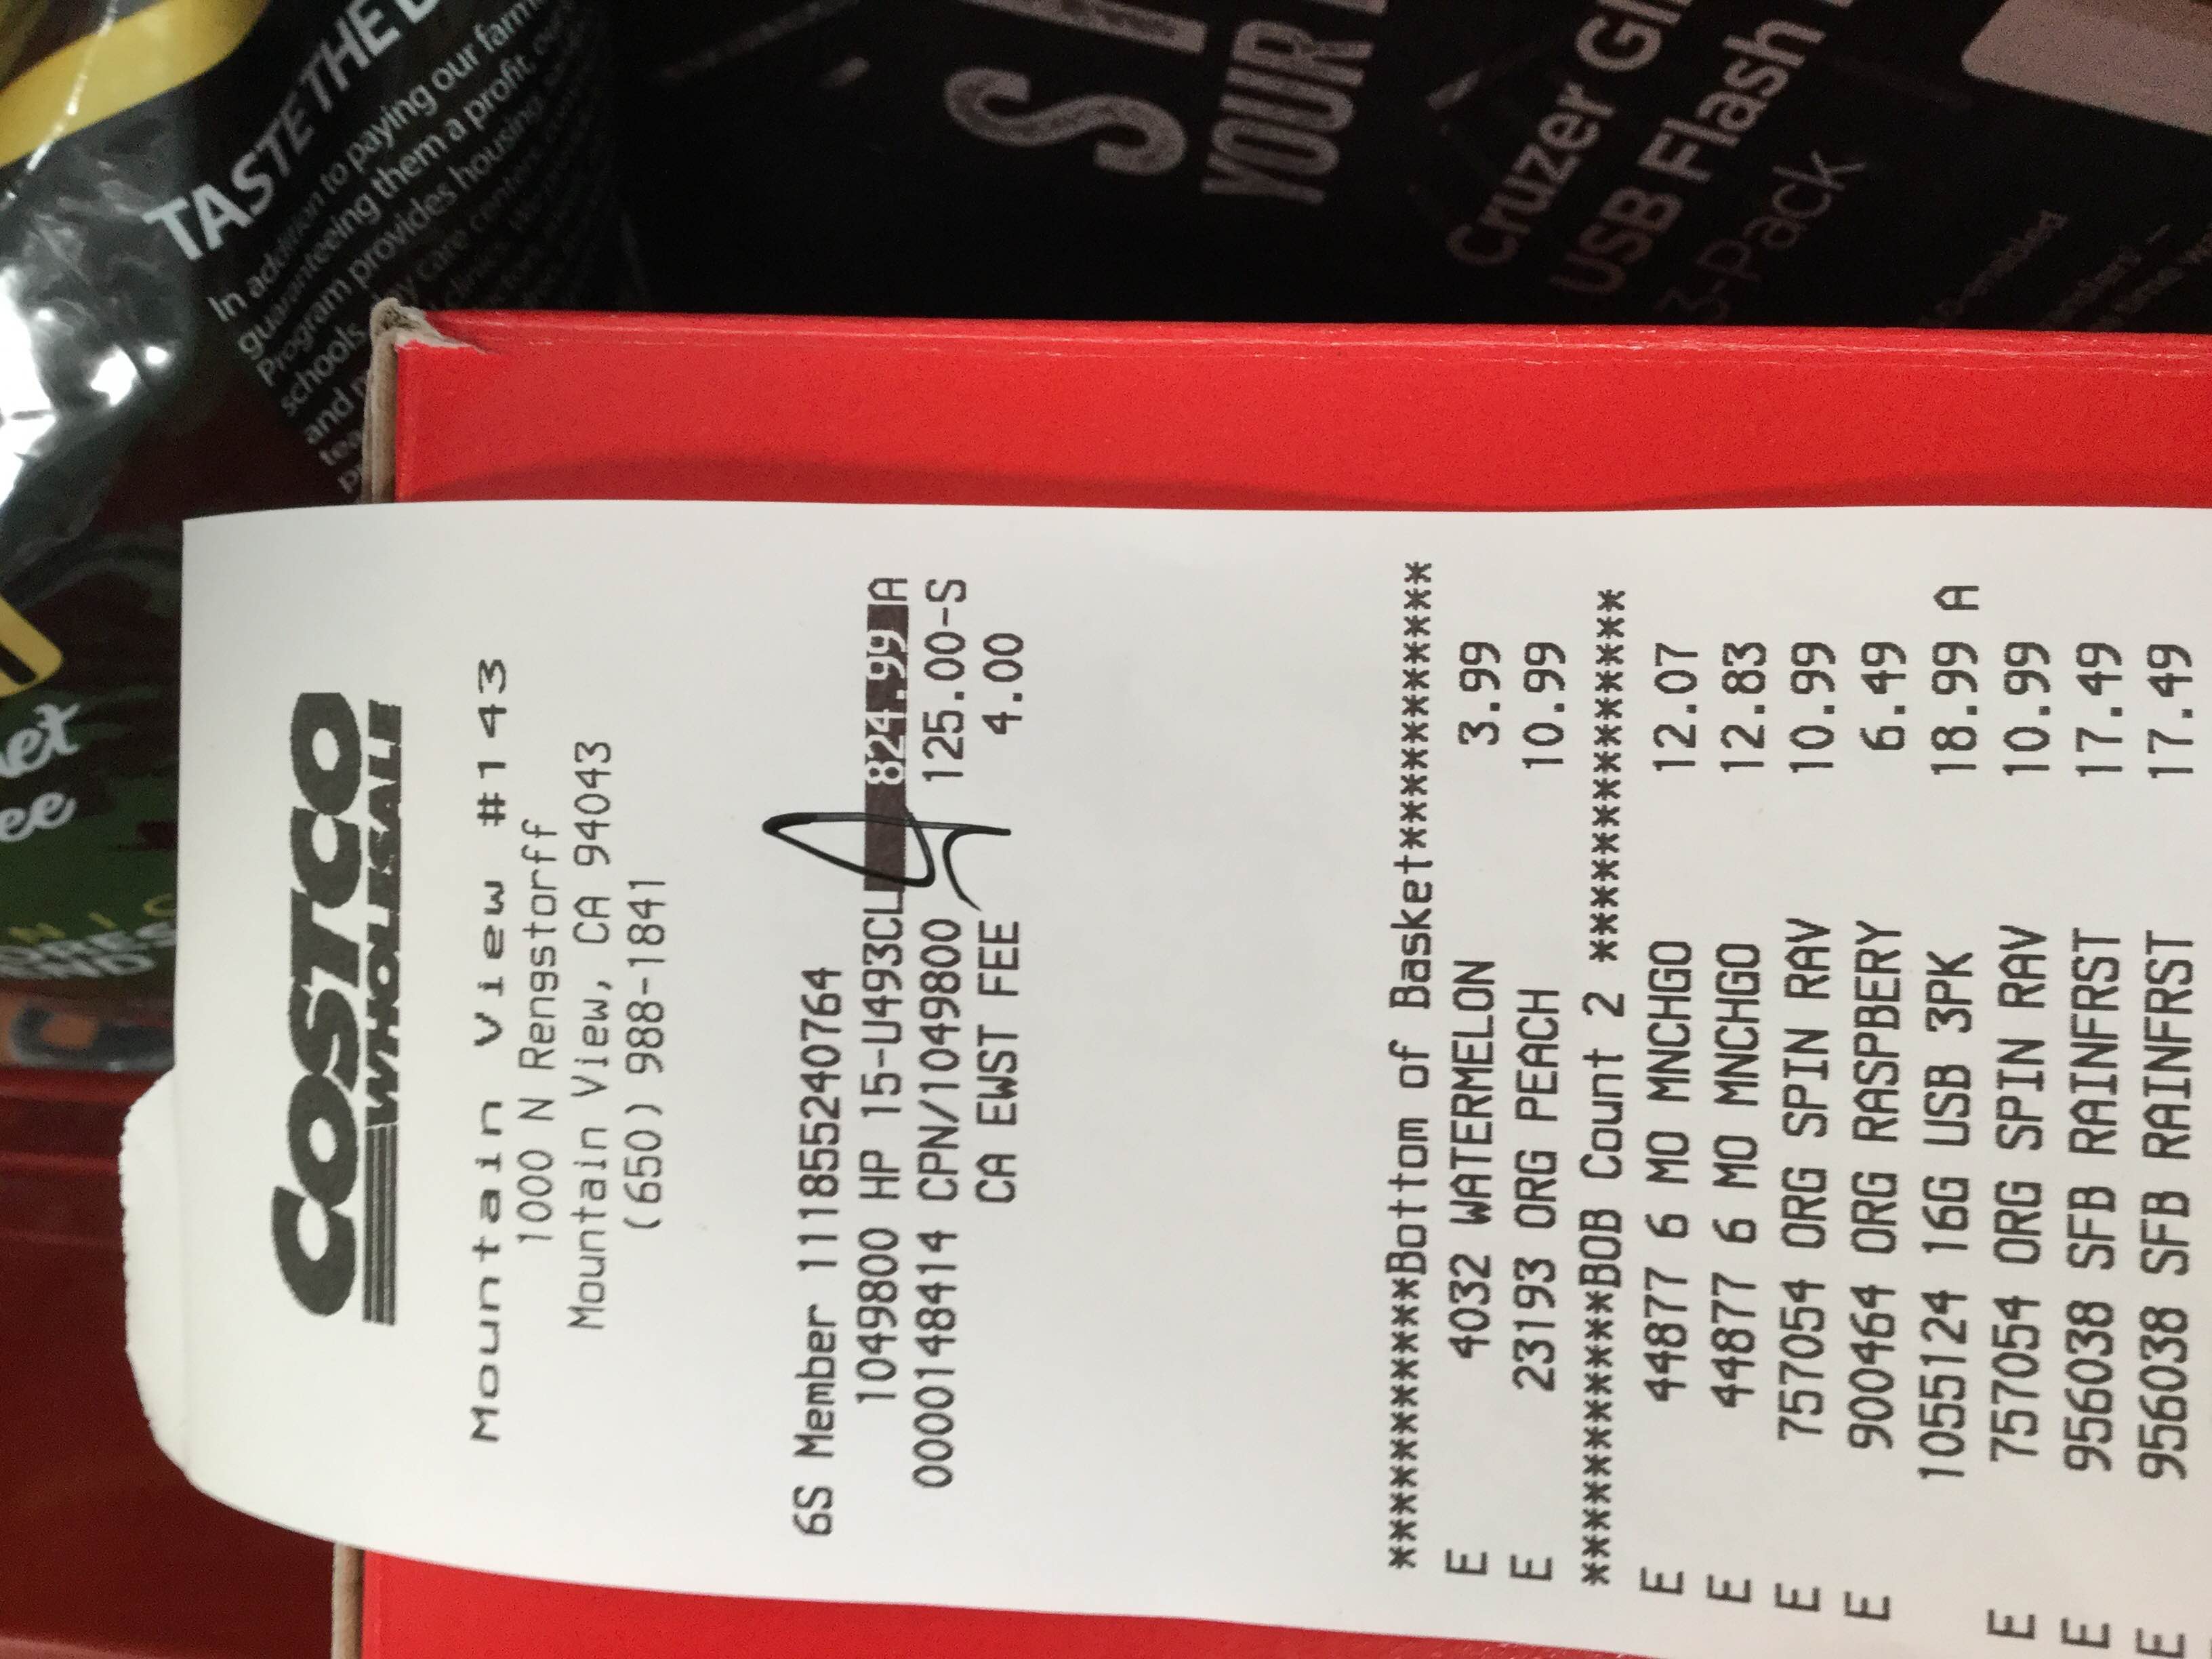 COSTCO
WHOLESALE
Mountain View #143
1000 N Rengstorff
Mountain View, CA 94043
(650) 988-1841
6S Member 111855240764
1049800 HP 15-U493CL 824.99 A
0000148414 CPN/1049800 125.00-S
CA EWST FEE 4.00
***********Bottom of Basket***********
E 4032 WATERMELON 3.99
E 23193 ORG PEACH 10.99
***********BOB Count 2 **************
E 44877 6 MO MNCHGO 12.07
E 44877 6 MO MNCHGO 12.83
E 757054 ORG SPIN RAV 10.99
E 900464 ORG RASPBERY 6.49
1055124 16G USB 3PK 18.99 A
E 757054 ORG SPIN RAV 10.99
E 956038 SFB RAINFRST 17.49
E 956038 SFB RAINFRST 17.49
TASTE THE
In addition to paying our
guaranteeing them a profit,
Program provides housing,
schools,
and
YOUR
Cruzer
USB Flash
3-Pack